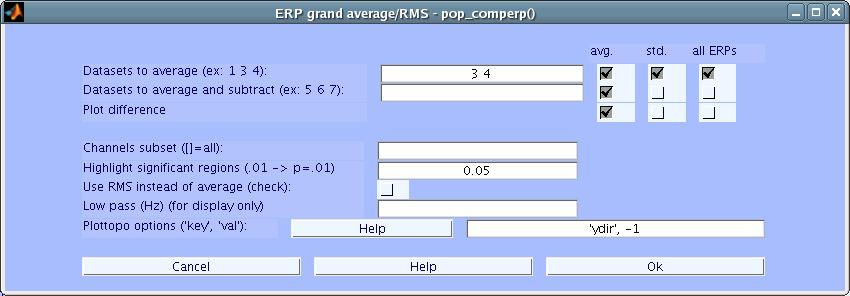 ERP grand average/RMS - pop_comperp()
avg. std. all ERPs
Datasets to average (ex: 1 3 4): 3 4
Datasets to average and subtract (ex: 5 6 7):
Plot difference
Channels subset ([]=all):
Highlight significant regions (.01 -> p=.01) 0.05
Use RMS instead of average (check):
Low pass (Hz) (for display only)
Plottopo options ('key', 'val'): Help 'ydir', -1
Cancel Help Ok